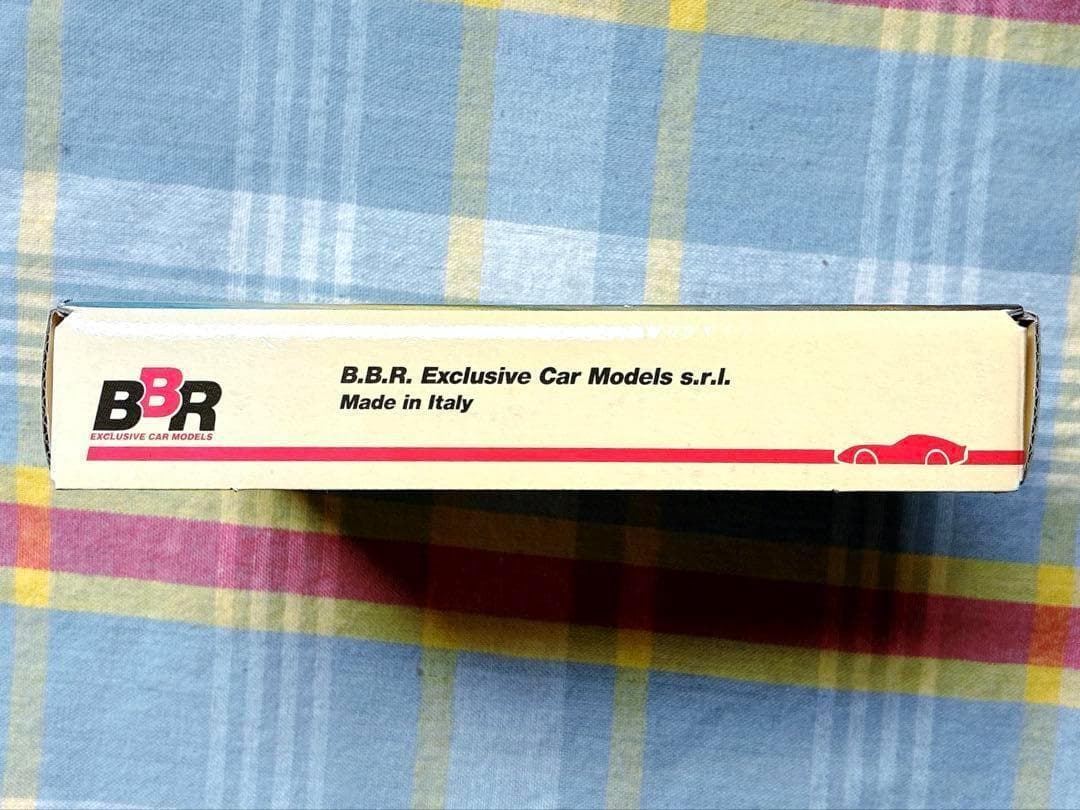 BBR
EXCLUSIVE CAR MODELS
B.B.R. Exclusive Car Models s.r.l.
Made in Italy